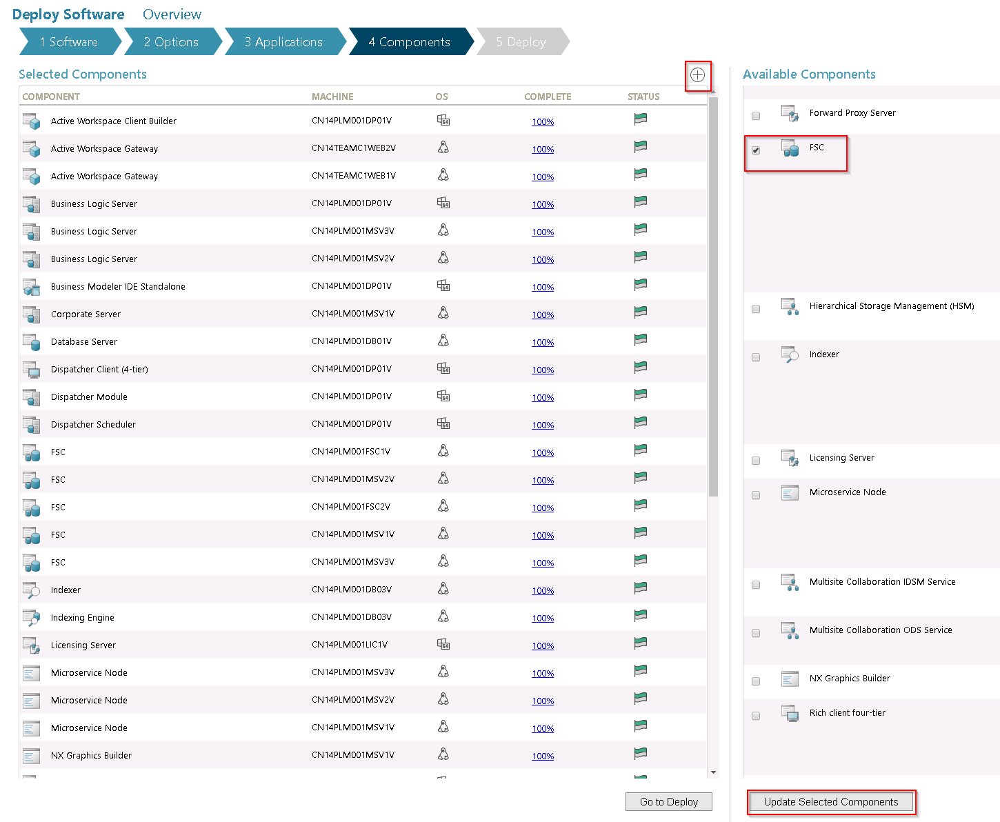 Deploy Software Overview
1 Software 2 Options 3 Applications 4 Components 5 Deploy
Selected Components
COMPONENT MACHINE OS COMPLETE STATUS
Active Workspace Client Builder CN14PLM001DP01V 64 100%
Active Workspace Gateway CN14TEAMC1WEB2V 100%
Active Workspace Gateway CN14TEAMC1WEB1V 100%
Business Logic Server CN14PLM001DP01V 64 100%
Business Logic Server CN14PLM001MSV3V 100%
Business Logic Server CN14PLM001MSV2V 100%
Business Modeler IDE Standalone CN14PLM001DP01V 64 100%
Corporate Server CN14PLM001MSV1V 100%
Database Server CN14PLM001DB01V 100%
Dispatcher Client (4-tier) CN14PLM001DP01V 64 100%
Dispatcher Module CN14PLM001DP01V 64 100%
Dispatcher Scheduler CN14PLM001DP01V 64 100%
FSC CN14PLM001FSC1V 100%
FSC CN14PLM001MSV2V 100%
FSC CN14PLM001FSC2V 100%
FSC CN14PLM001MSV1V 100%
FSC CN14PLM001MSV3V 100%
Indexer CN14PLM001DB03V 100%
Indexing Engine CN14PLM001DB03V 100%
Licensing Server CN14PLM001LIC1V 64 100%
Microservice Node CN14PLM001MSV3V 100%
Microservice Node CN14PLM001MSV2V 100%
Microservice Node CN14PLM001MSV1V 100%
NX Graphics Builder CN14PLM001MSV1V 100%
Go to Deploy
Available Components
Forward Proxy Server
FSC
Hierarchical Storage Management (HSM)
Indexer
Licensing Server
Microservice Node
Multisite Collaboration IDSM Service
Multisite Collaboration ODS Service
NX Graphics Builder
Rich client four-tier
Update Selected Components